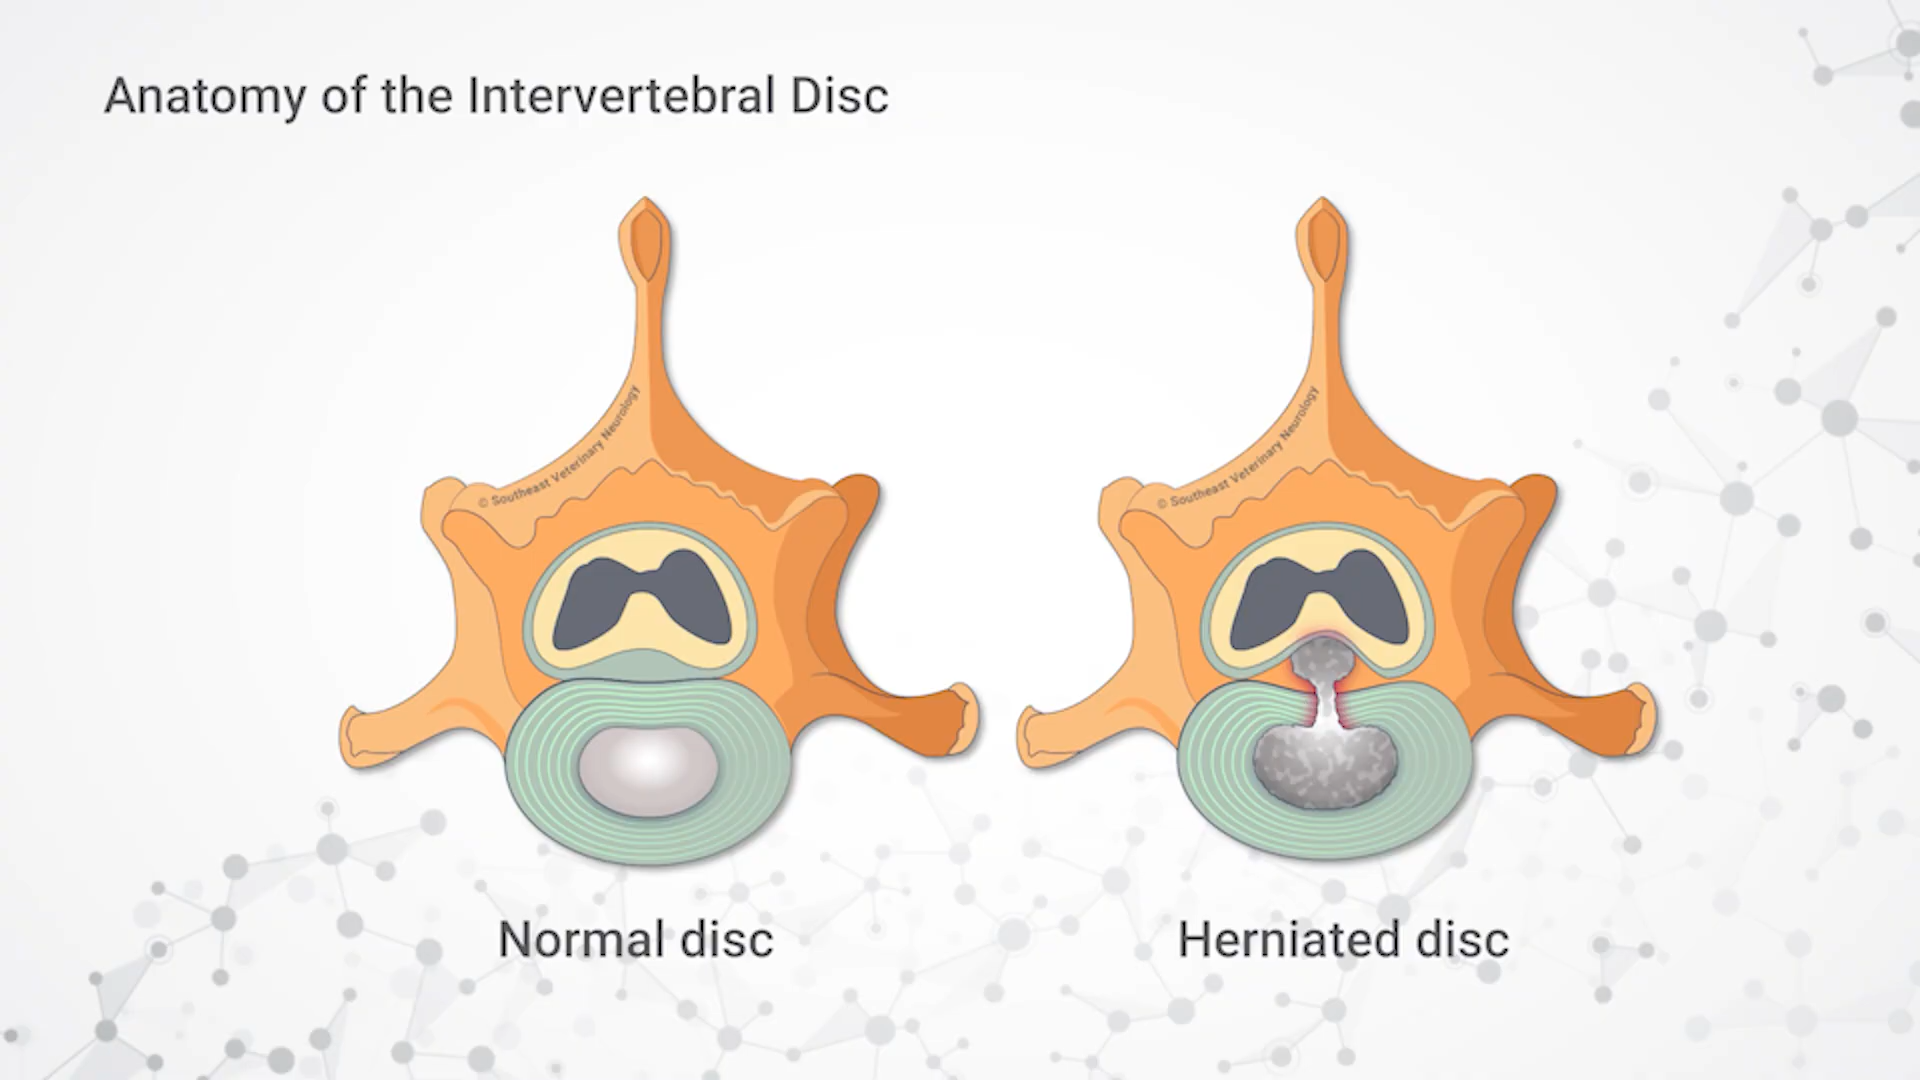 Anatomy of the Intervertebral Disc
© Southeast Veterinary Neurology
© Southeast Veterinary Neurology
Normal disc
Herniated disc